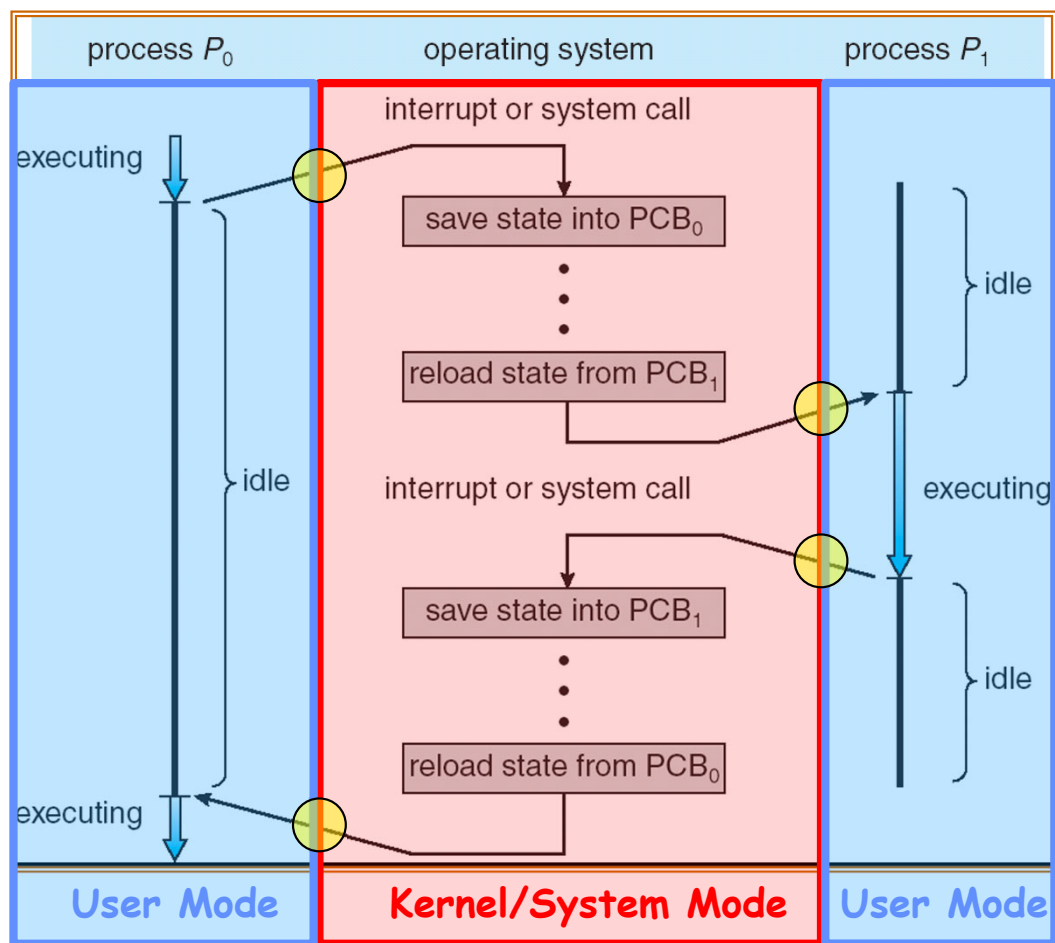 process P₀ operating system process P₁
interrupt or system call
executing
save state into PCB₀
idle
reload state from PCB₁
idle
interrupt or system call
executing
save state into PCB₁
idle
reload state from PCB₀
executing
User Mode Kernel/System Mode User Mode